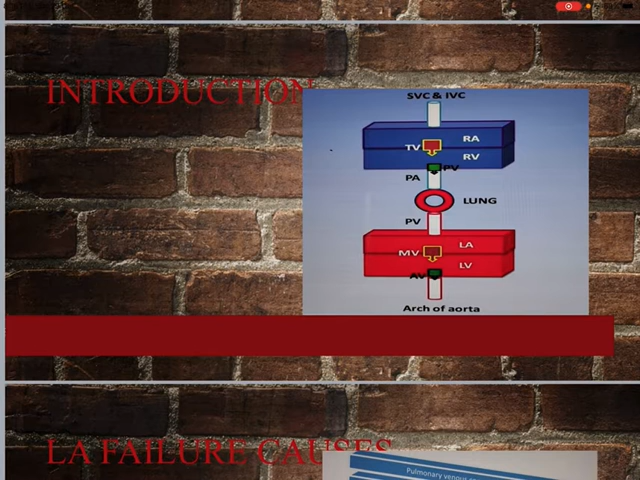 INTRODUCTION
SVC & IVC
RA
TV
RV
PV
PA
LUNG
PV
LA
MV
LV
AV
Arch of aorta
LA FAILURE CAUSES
Pulmonary venous